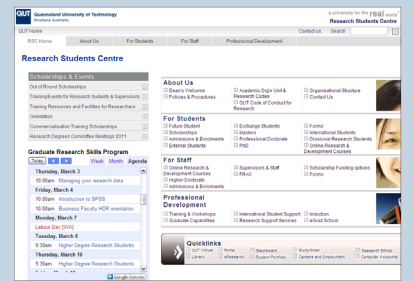 QUT Queensland University of Technology
Brisbane Australia
a university for the real world
Research Students Centre
QUT Home
Contact us Search
RSC Home About Us For Students For Staff Professional Development
Research Students Centre
Scholarships & Events
Out of Round Scholarships
Training/Events for Research Students & Supervisors
Training Resources and Facilities for Researchers
Orientation
Commercialisation Training Scholarships
Research Degrees Committee Meetings 2011
Graduate Research Skills Program
Today Week Month Agenda
Thursday, March 3
10:00am Managing your research data
Friday, March 4
10:00am Introduction to SPSS
10:00am Business Faculty HDR orientation
Monday, March 7
Labour Day [WA]
Tuesday, March 8
9:30am Higher Degree Research Students
Thursday, March 10
9:30am Higher Degree Research Students
Google Calendar
About Us
Dean's Welcome
Policies & Procedures
Academic Orgn Unit & Research Codes
QUT Code of Conduct for Research
Organisational Structure
Contact Us
For Students
Future Student
Scholarships
Admissions & Enrolments
External Students
Exchange Students
Masters
Professional Doctorate
PhD
Forms
International Students
Divisional Research Students
Online Research & Development Courses
For Staff
Online Research & Development Courses
Higher Doctorate
Admissions & Enrolments
Supervisors & Staff
FRAG
Scholarship Funding options
Forms
Professional Development
Training & Workshops
Graduate Capabilities
International Student Support
Research Support Services
Induction
eGrad School
Quicklinks
QUT Virtual
Library
Portia
eResearch
Blackboard
Student Portfolio
Studyfinder
Careers and Employment
Research Ethics
Computer Accounts